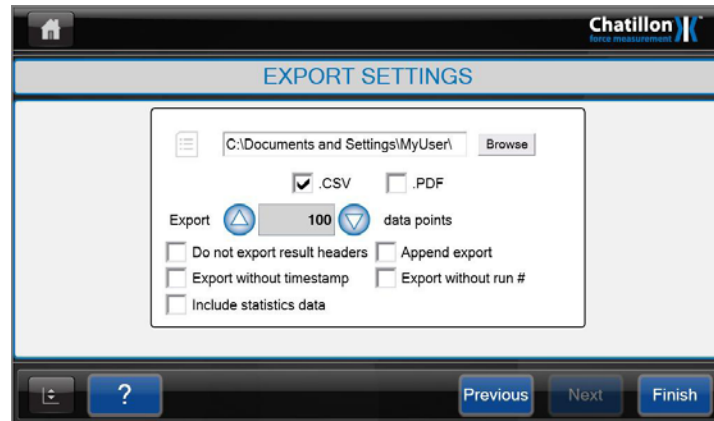 Chatillon
force measurement
EXPORT SETTINGS
C:\Documents and Settings\MyUser\ Browse
.CSV .PDF
Export 100 data points
Do not export result headers Append export
Export without timestamp Export without run #
Include statistics data
? Previous Next Finish